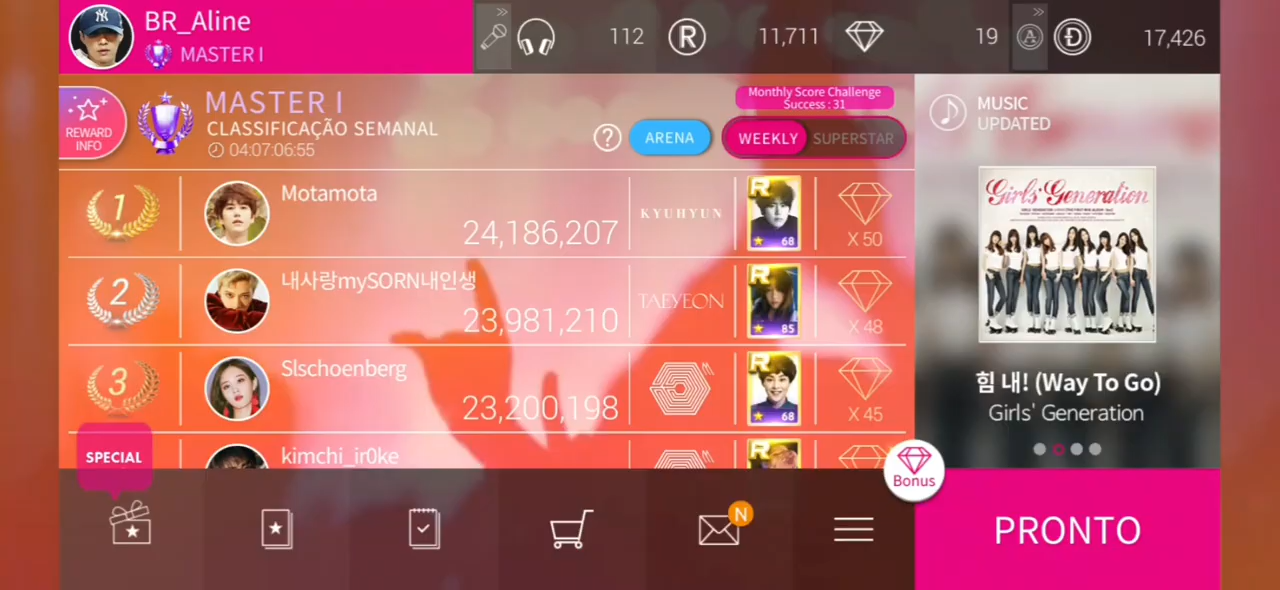 BR_Aline
MASTER I
112
R
11,711
19
A
Đ
17,426
REWARD
INFO
MASTER I
CLASSIFICAÇÃO SEMANAL
04:07:06:55
?
ARENA
Monthly Score Challenge
Success : 31
WEEKLY
SUPERSTAR
MUSIC
UPDATED
1
Motamota
24,186,207
KYUHYUN
R
68
X 50
2
내사랑mySORN내인생
23,981,210
TAEYEON
R
85
X 48
3
Slschoenberg
23,200,198
M
R
68
X 45
kimchi_ir0ke
R
Girls' Generation
힘 내! (Way To Go)
Girls' Generation
SPECIAL
N
Bonus
PRONTO